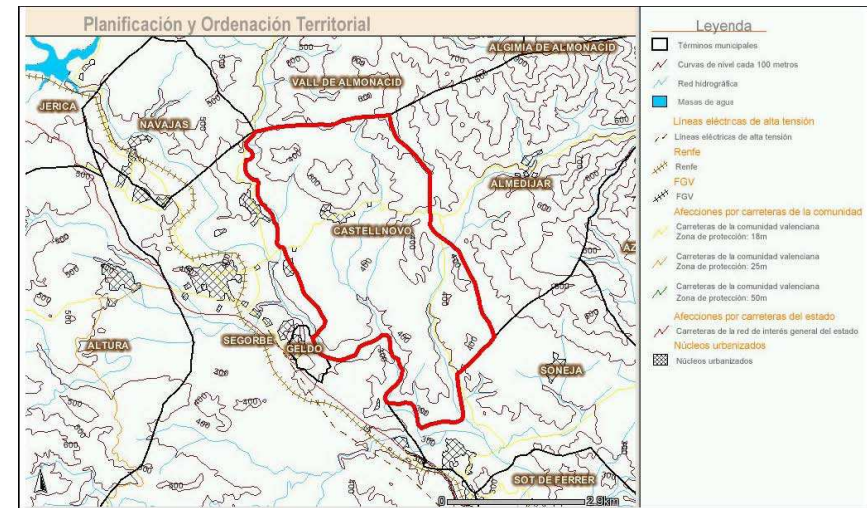 Planificación y Ordenación Territorial
ALGIMIA DE ALMONACID
VALL DE ALMONACID
JERICA
NAVAJAS
ALMEDIJAR
CASTELLNOVO
AZ
SEGORBE
GELDO
ALTURA
SONEJA
SOT DE FERRER
0 2.9km
Leyenda
Términos municipales
Curvas de nivel cada 100 metros
Red hidrográfica
Masas de agua
Líneas eléctricas de alta tensión
Líneas eléctricas de alta tensión
Renfe
Renfe
FGV
FGV
Afecciones por carreteras de la comunidad
Carreteras de la comunidad valenciana
Zona de protección: 18m
Carreteras de la comunidad valenciana
Zona de protección: 25m
Carreteras de la comunidad valenciana
Zona de protección: 50m
Afecciones por carreteras del estado
Carreteras de la red de interés general del estado
Núcleos urbanizados
Núcleos urbanizados